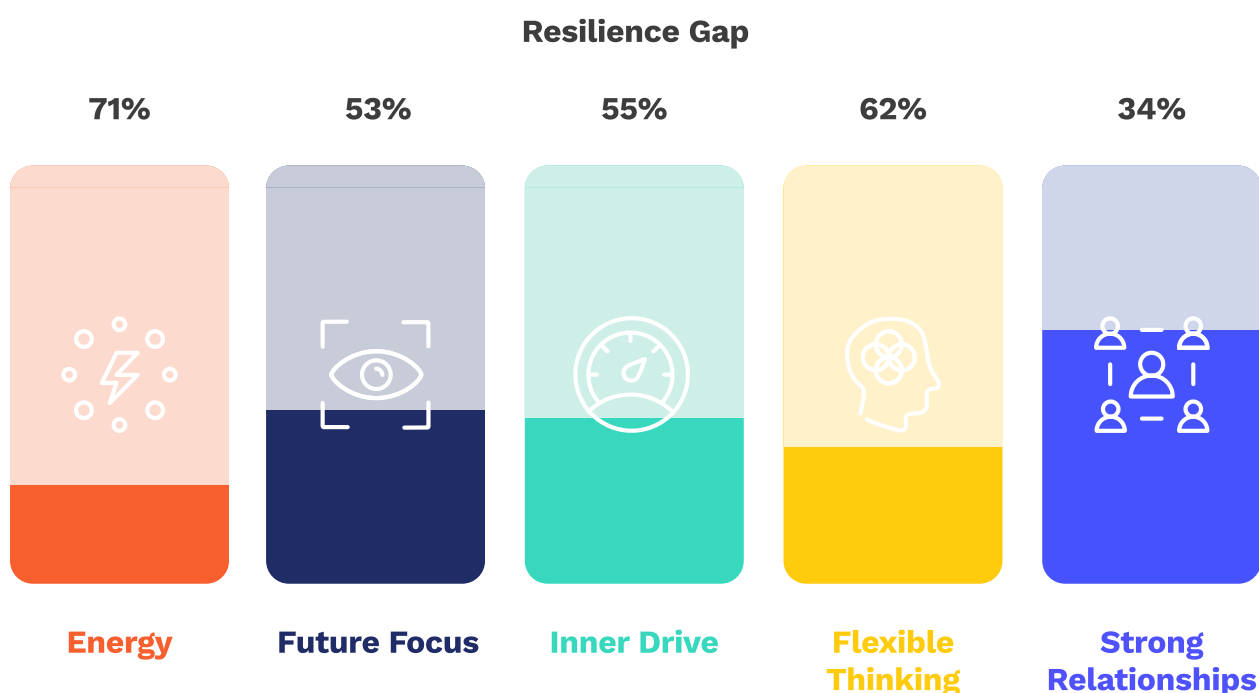 Resilience Gap
71%
53%
55%
62%
34%
Energy
Future Focus
Inner Drive
Flexible
Thinking
Strong
Relationships